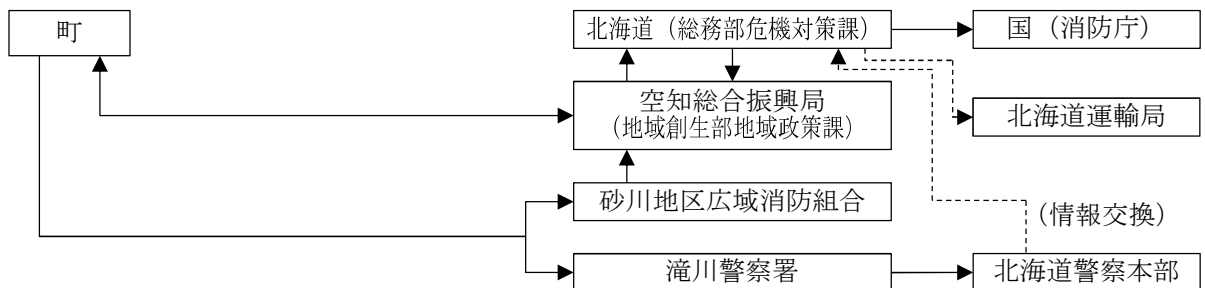 町
北海道（総務部危機対策課）
国（消防庁）
空知総合振興局
（地域創生部地域政策課）
北海道運輸局
砂川地区広域消防組合
（情報交換）
滝川警察署
北海道警察本部